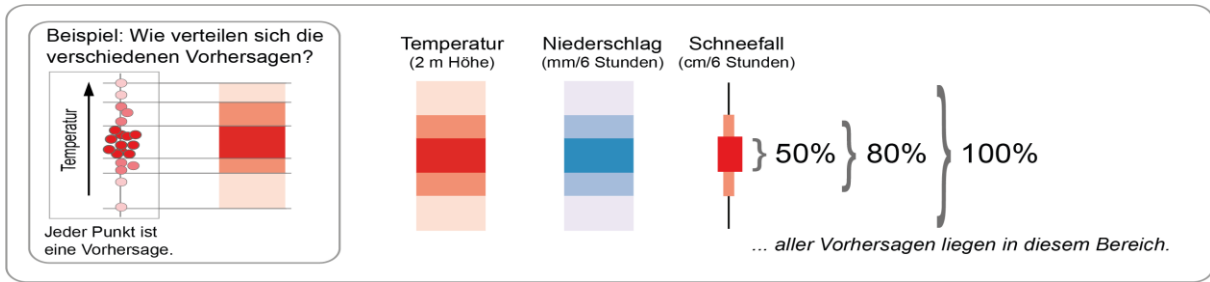 Beispiel: Wie verteilen sich die
verschiedenen Vorhersagen?
Temperatur
Jeder Punkt ist
eine Vorhersage.
Temperatur
(2 m Höhe)
Niederschlag
(mm/6 Stunden)
Schneefall
(cm/6 Stunden)
50%
80%
100%
... aller Vorhersagen liegen in diesem Bereich.